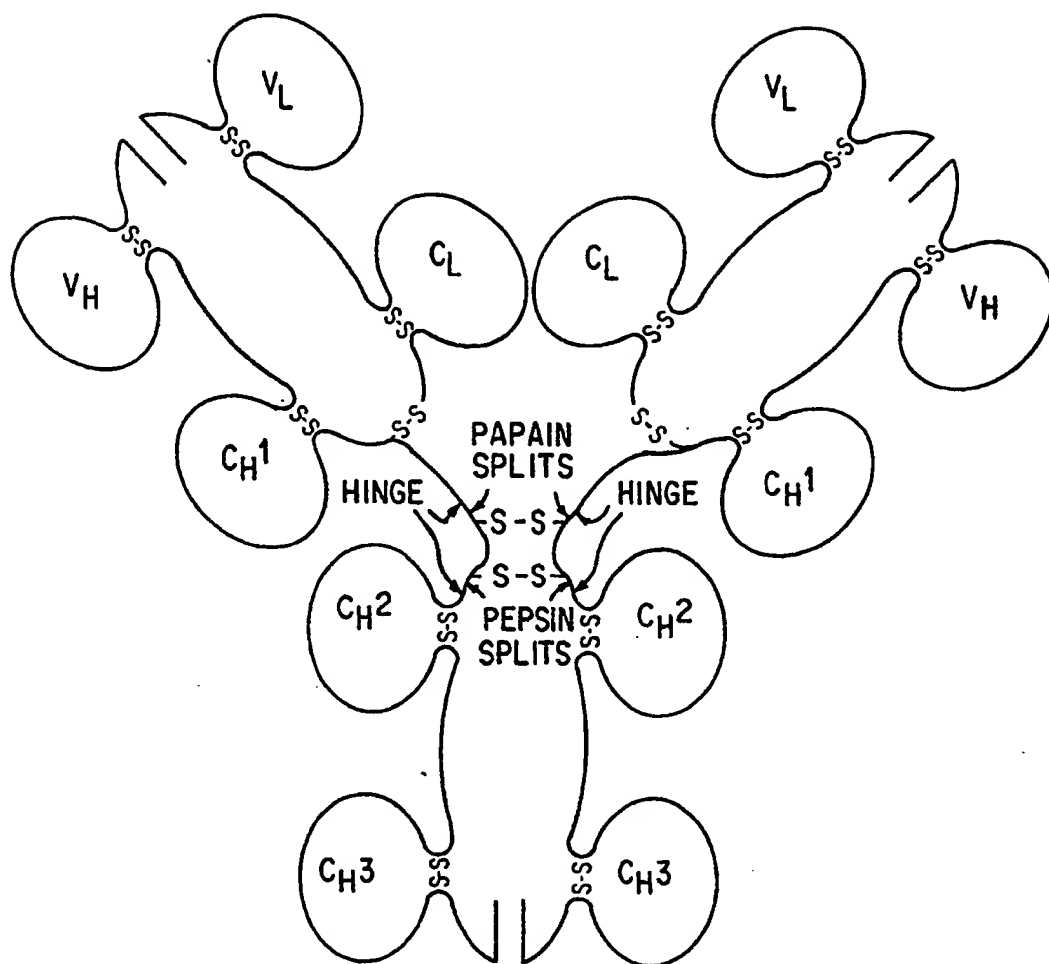 VL
VL
S-S
S-S
VH
S-S
CL
CL
S-S
VH
S-S
S-S
S-S
S-S
S-S
S-S
CH1
PAPAIN
SPLITS
CH1
HINGE
HINGE
S-S
S-S
CH2
PEPSIN
SPLITS
CH2
S-S
S-S
CH3
S-S
S-S
CH3